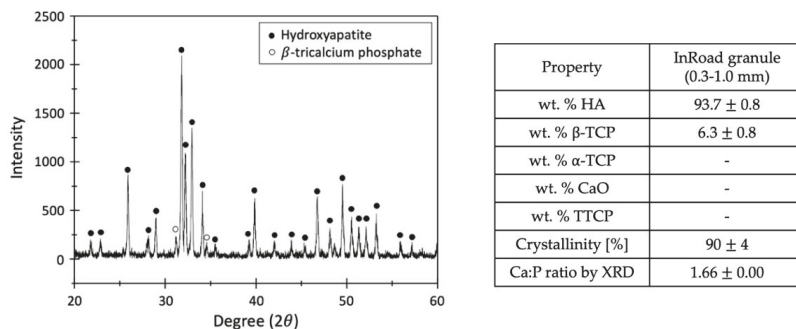 ● Hydroxyapatite
○ β-tricalcium phosphate
2500
2000
1500
1000
500
0
Intensity
20 30 40 50 60
Degree (2θ)
Property InRoad granule (0.3-1.0 mm)
wt. % HA 93.7 ± 0.8
wt. % β-TCP 6.3 ± 0.8
wt. % α-TCP -
wt. % CaO -
wt. % TTCP -
Crystallinity [%] 90 ± 4
Ca:P ratio by XRD 1.66 ± 0.00